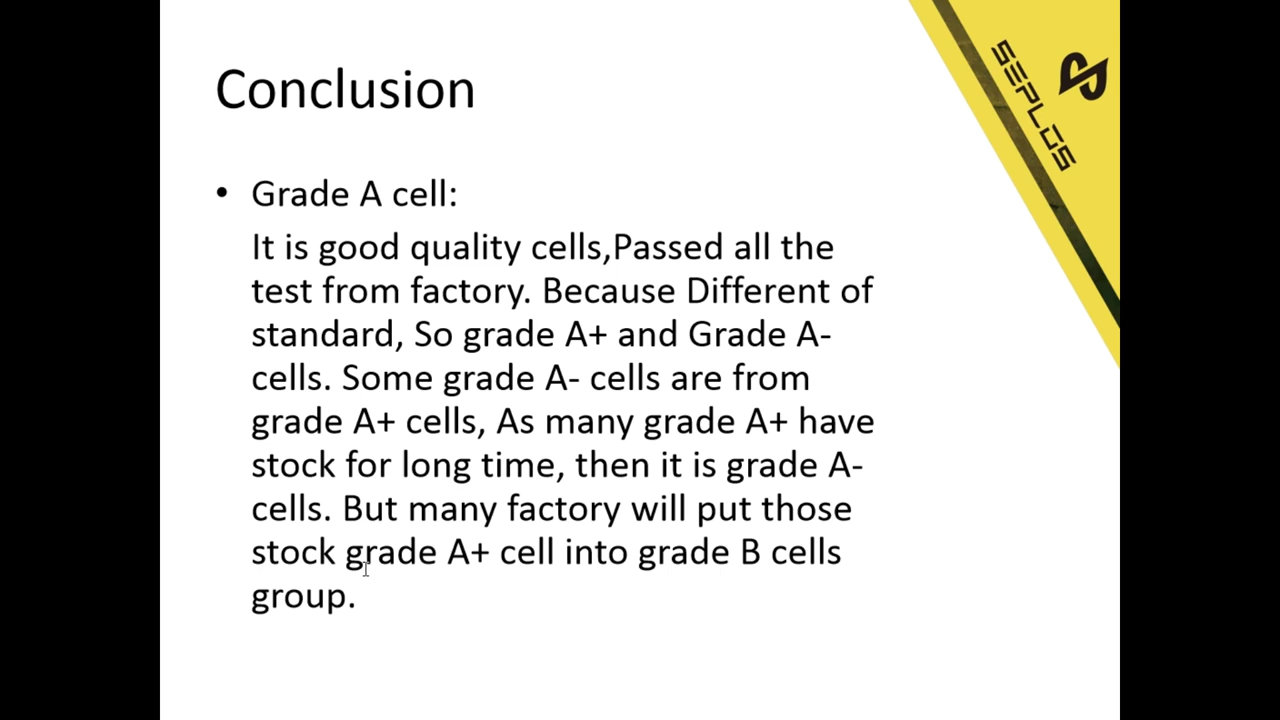 Conclusion
• Grade A cell:
It is good quality cells,Passed all the
test from factory. Because Different of
standard, So grade A+ and Grade A-
cells. Some grade A- cells are from
grade A+ cells, As many grade A+ have
stock for long time, then it is grade A-
cells. But many factory will put those
stock grade A+ cell into grade B cells
group.
SEPLOS